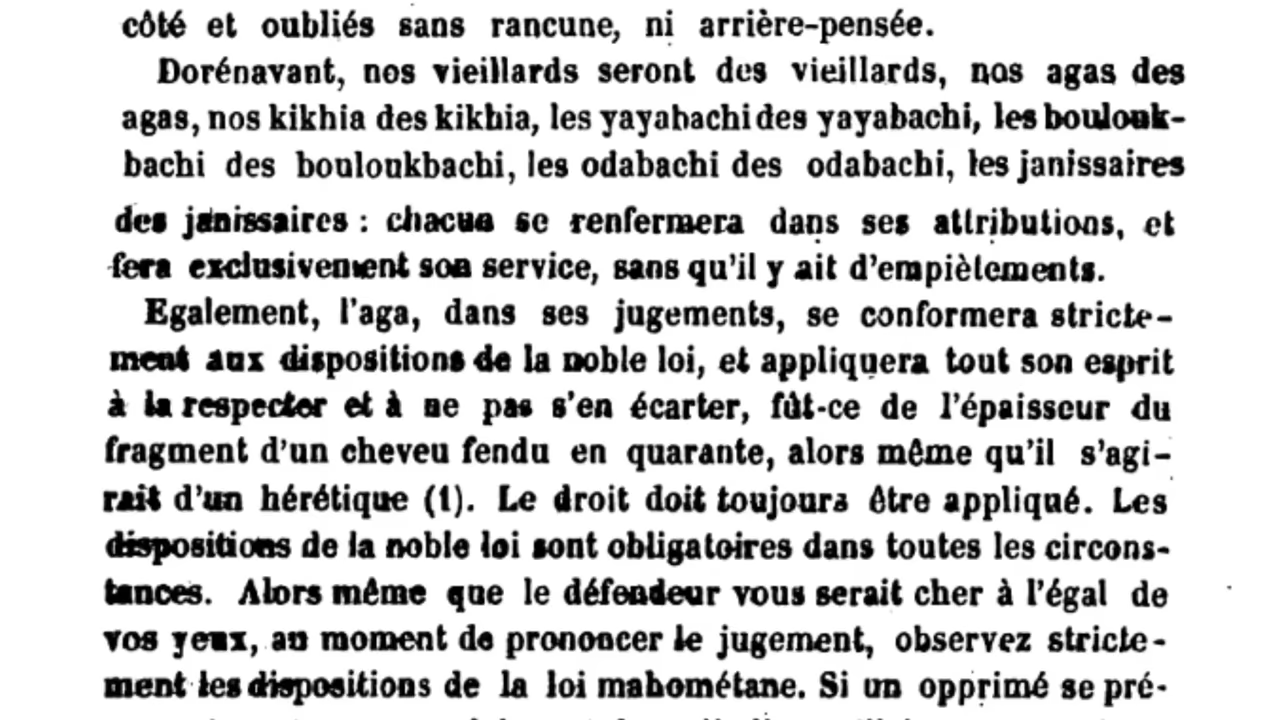 côté et oubliés sans rancune, ni arrière-pensée.
Dorénavant, nos vieillards seront des vieillards, nos agas des
agas, nos kikhia des kikhia, les yayabachi des yayabachi, les boulouk-
bachi des bouloukbachi, les odabachi des odabachi, les janissaires
des janissaires : chacun se renfermera dans ses attributions, et
fera exclusivement son service, sans qu'il y ait d'empiètements.
Egalement, l'aga, dans ses jugements, se conformera stricte-
ment aux dispositions de la noble loi, et appliquera tout son esprit
à la respecter et à ne pas s'en écarter, fût-ce de l'épaisseur du
fragment d'un cheveu fendu en quarante, alors même qu'il s'agi-
rait d'un hérétique (1). Le droit doit toujours être appliqué. Les
dispositions de la noble loi sont obligatoires dans toutes les circons-
tances. Alors même que le défendeur vous serait cher à l'égal de
vos yeux, au moment de prononcer le jugement, observez stricte-
ment les dispositions de la loi mahométane. Si un opprimé se pré-